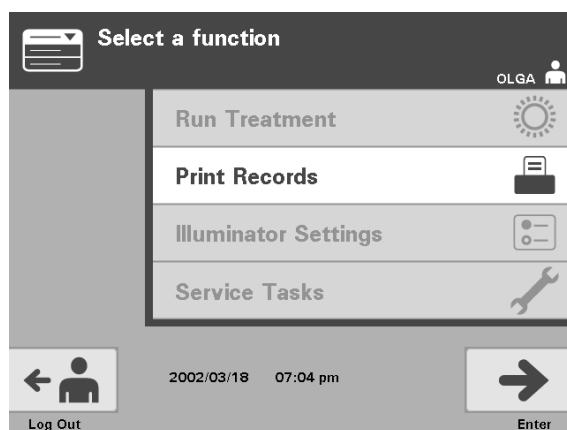 Select a function
OLGA
Run Treatment
Print Records
Illuminator Settings
Service Tasks
2002/03/18 07:04 pm
Log Out
Enter